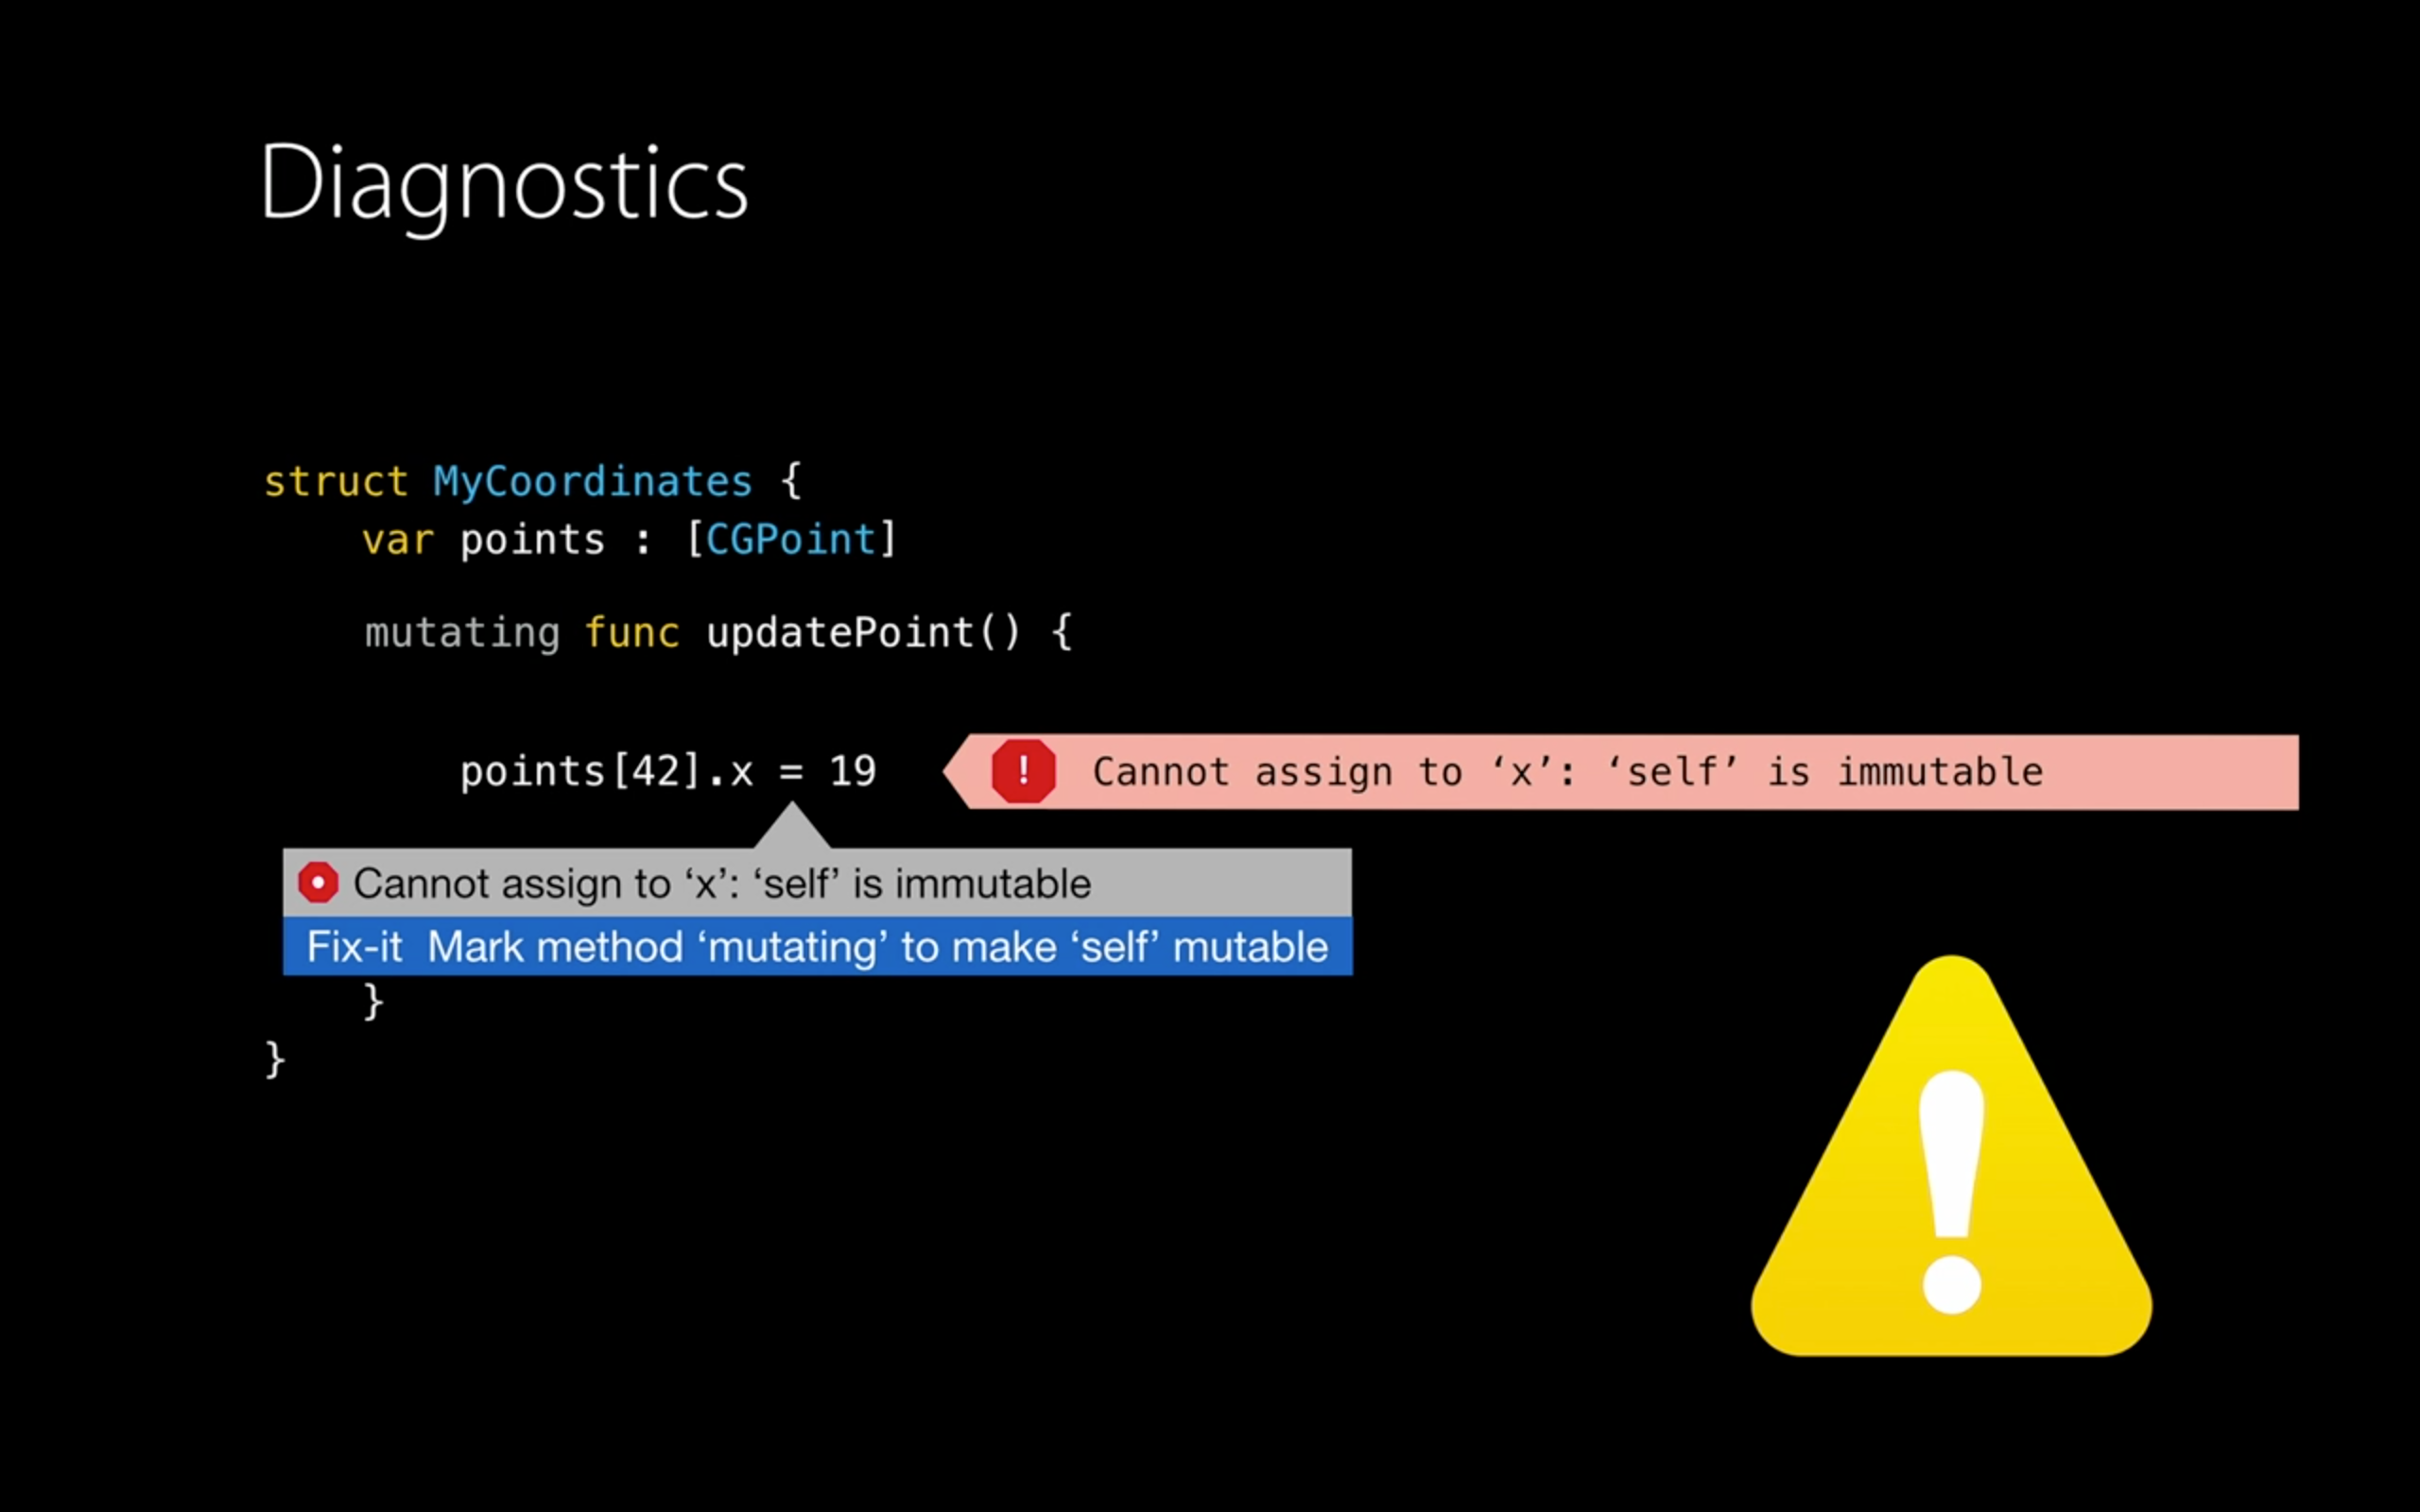 Diagnostics
struct MyCoordinates {
var points : [CGPoint]
mutating func updatePoint() {
points[42].x = 19
! Cannot assign to ‘x’: ‘self’ is immutable
Cannot assign to ‘x’: ‘self’ is immutable
Fix-it Mark method ‘mutating’ to make ‘self’ mutable
}
}
!